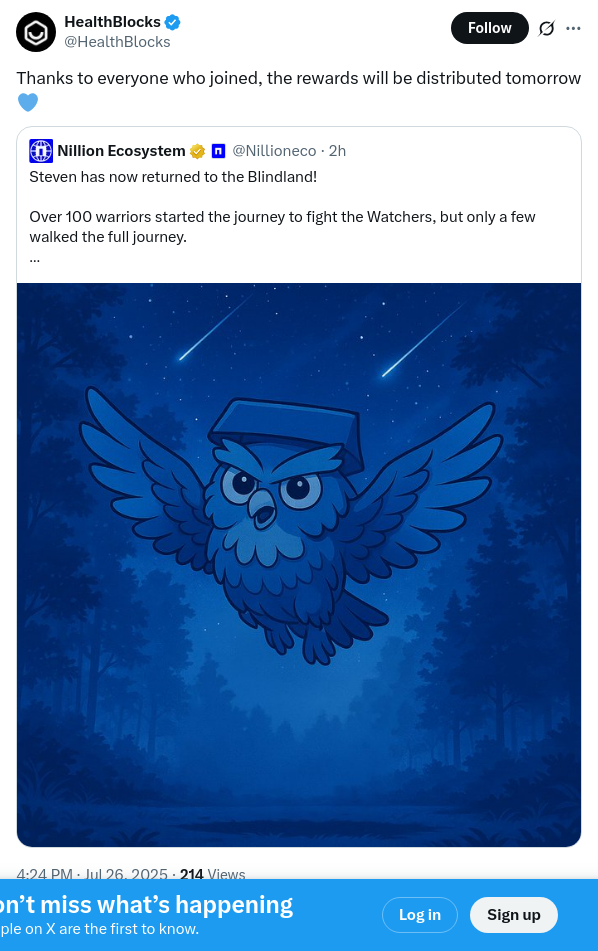 HealthBlocks
@HealthBlocks
Follow
Thanks to everyone who joined, the rewards will be distributed tomorrow
Nillion Ecosystem @Nillioneco · 2h
Steven has now returned to the Blindland!
Over 100 warriors started the journey to fight the Watchers, but only a few
walked the full journey.
...
4:24 PM · Jul 26, 2025 · 214 Views
on't miss what's happening
ple on X are the first to know.
Log in
Sign up